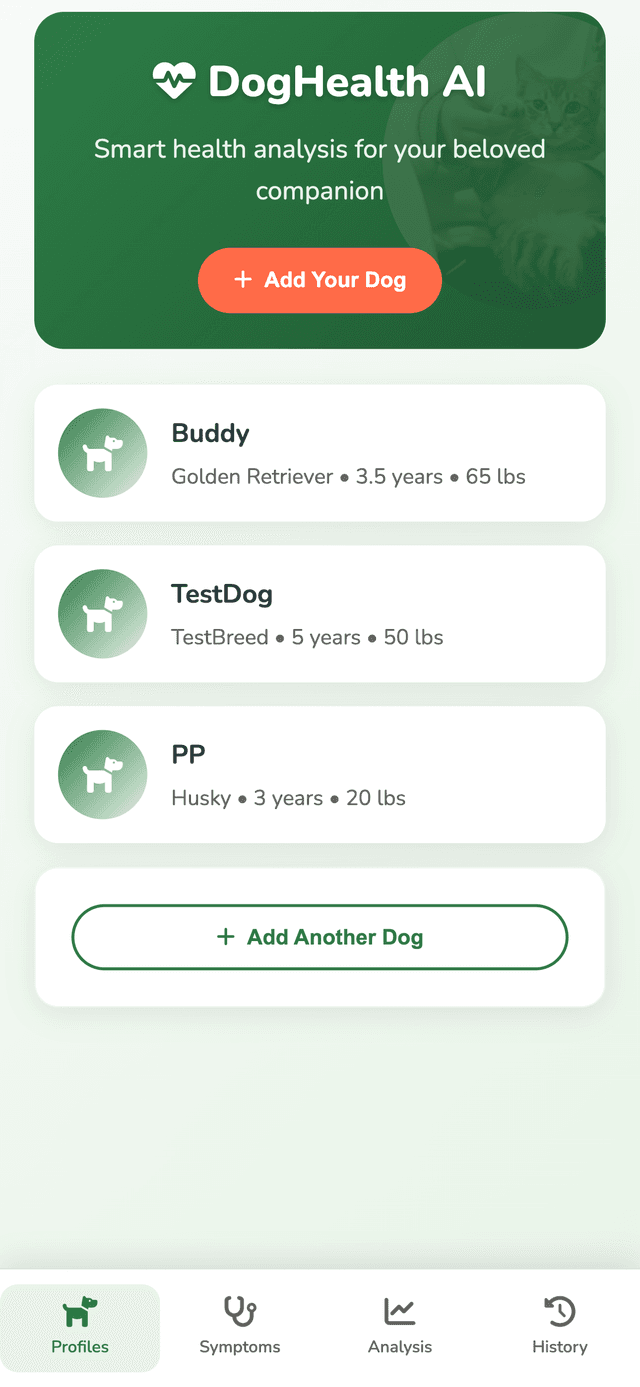 DogHealth AI
Smart health analysis for your beloved
companion
+ Add Your Dog
Buddy
Golden Retriever • 3.5 years • 65 lbs
TestDog
TestBreed • 5 years • 50 lbs
PP
Husky • 3 years • 20 lbs
+ Add Another Dog
Profiles
Symptoms
Analysis
History